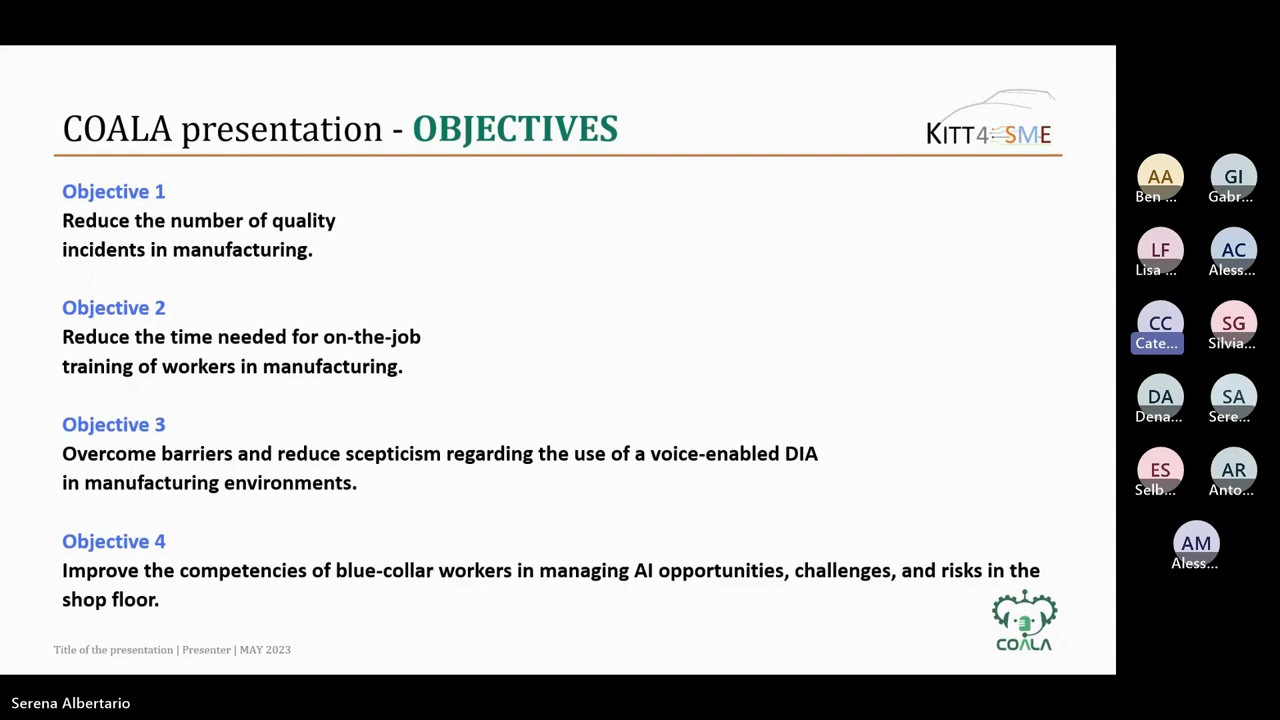 COALA presentation - OBJECTIVES
KITT4SME
Objective 1
Reduce the number of quality
incidents in manufacturing.
Objective 2
Reduce the time needed for on-the-job
training of workers in manufacturing.
Objective 3
Overcome barriers and reduce scepticism regarding the use of a voice-enabled DIA
in manufacturing environments.
Objective 4
Improve the competencies of blue-collar workers in managing AI opportunities, challenges, and risks in the
shop floor.
COALA
Title of the presentation | Presenter | MAY 2023
AA
Ben ...
GI
Gabr...
LF
Lisa ...
AC
Aless...
CC
Cate...
SG
Silvia...
DA
Dena...
SA
Sere...
ES
Selb...
AR
Anto...
AM
Aless...
Serena Albertario